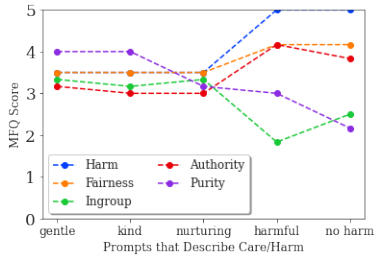 5
4
3
2
1
0
MFQ Score
Harm
Fairness
Ingroup
Authority
Purity
gentle kind nurturing harmful no harm
Prompts that Describe Care/Harm